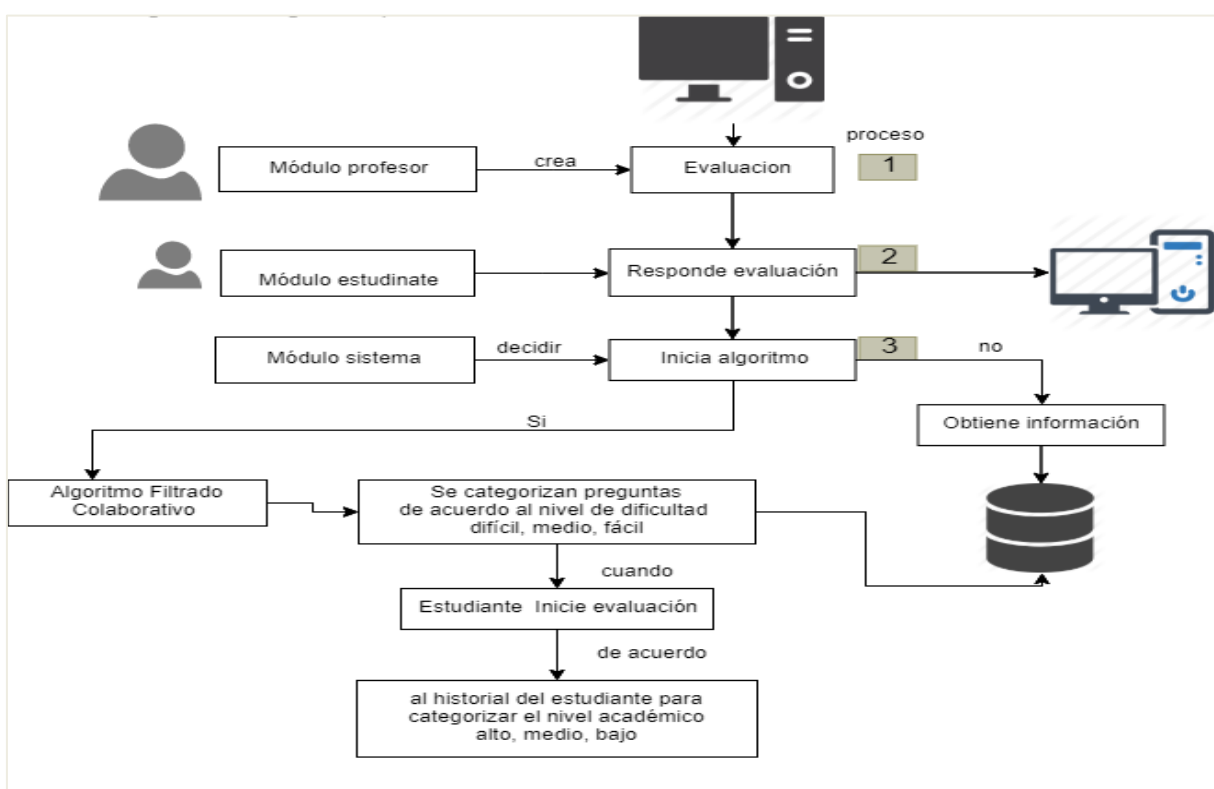 proceso
Módulo profesor
crea
Evaluacion
1
Módulo estudinate
Responde evaluación
2
Módulo sistema
decidir
Inicia algoritmo
3
no
Obtiene información
Si
Algoritmo Filtrado
Colaborativo
Se categorizan preguntas
de acuerdo al nivel de dificultad
difícil, medio, fácil
cuando
Estudiante Inicie evaluación
de acuerdo
al historial del estudiante para
categorizar el nivel académico
alto, medio, bajo